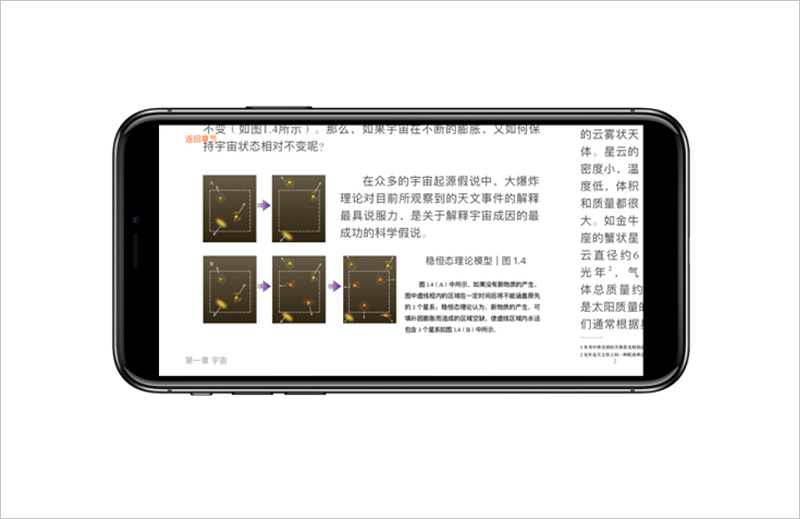 不变（如图1.4所示）。那么，如果宇宙在不断的膨胀，又如何保
返回章节
持宇宙状态相对不变呢？
A
在众多的宇宙起源假说中，大爆炸
理论对目前所观察到的天文事件的解释
最具说服力，是关于解释宇宙成因的最
成功的科学假说。
B
稳恒态理论模型｜图 1.4
图 1.4（A）中所示，如果没有新物质的产生，
图中虚线框内的区域在一定时间后将不能涵盖原先
的 3 个星系；稳恒态理论认为，新物质的产生，可
填补因膨胀而造成的区域空缺，使虚线区域内永远
包含 3 个星系如图 1.4（B）中所示。
第一章 宇宙
的云雾状天
体。星云的
密度小，温
度低，体积
和质量都很
大。如金牛
座的蟹状星
云直径约6
光年²，气
体总质量约
是太阳质量的
们通常根据
3